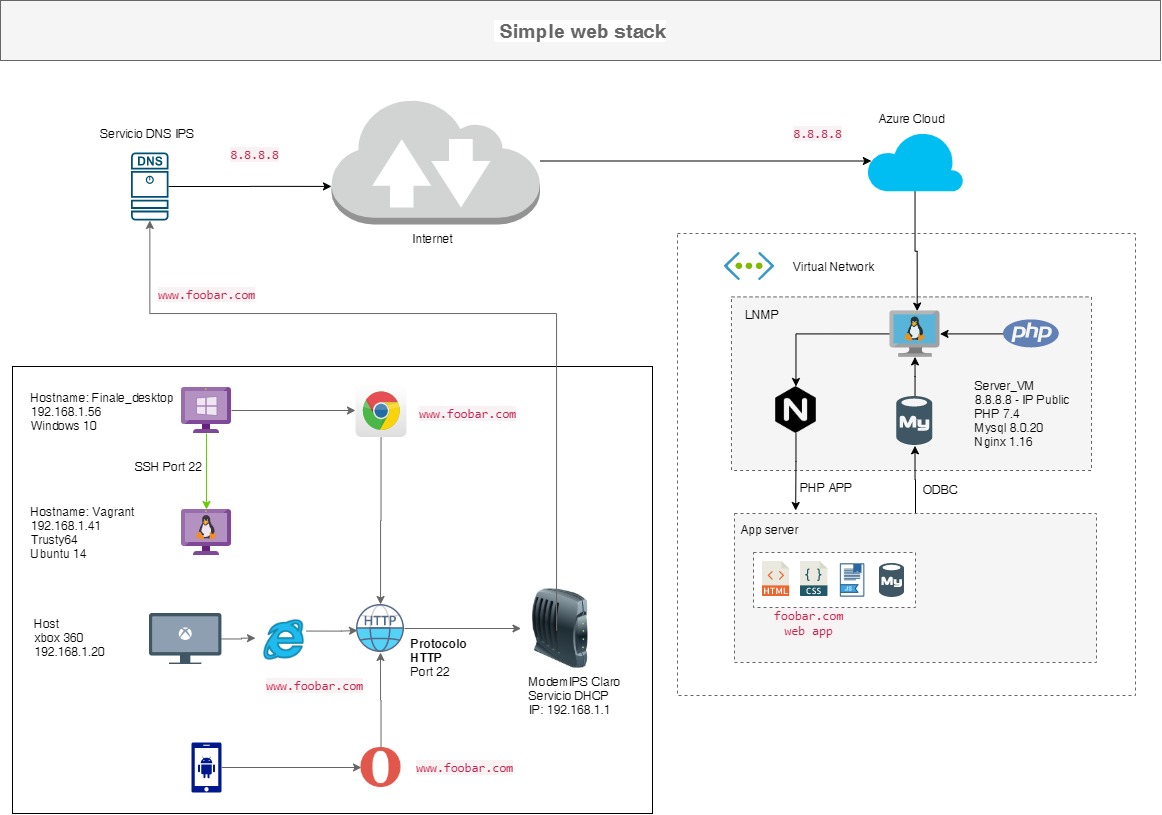 Simple web stack
Servicio DNS IPS
DNS
8.8.8.8
Internet
8.8.8.8
Azure Cloud
www.foobar.com
Virtual Network
LNMP
php
Server_VM
8.8.8.8 - IP Public
PHP 7.4
Mysql 8.0.20
Nginx 1.16
N
My
PHP APP
ODBC
App server
HTML
{ }
CSS
JS
My
foobar.com
web app
Hostname: Finale_desktop
192.168.1.56
Windows 10
www.foobar.com
SSH Port 22
Hostname: Vagrant
192.168.1.41
Trusty64
Ubuntu 14
Host
xbox 360
192.168.1.20
www.foobar.com
HTTP
Protocolo
HTTP
Port 22
ModemIPS Claro
Servicio DHCP
IP: 192.168.1.1
www.foobar.com